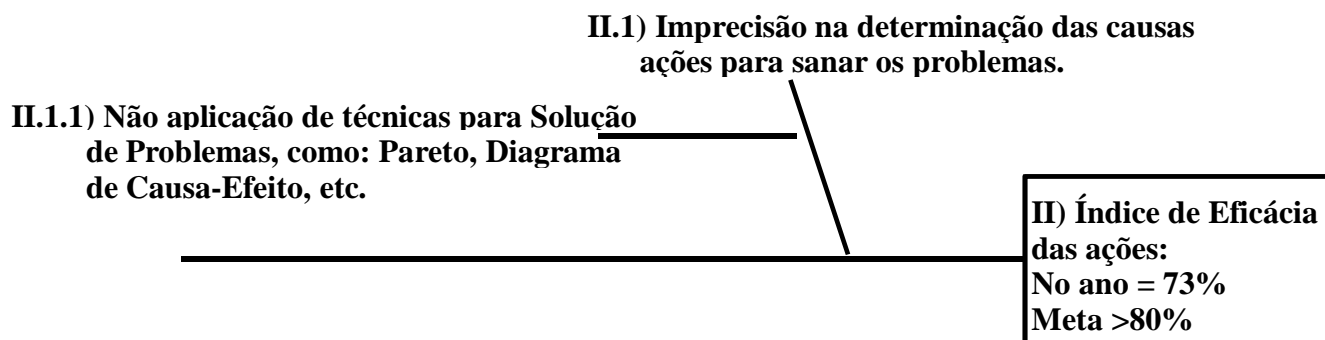 II.1) Imprecisão na determinação das causas
ações para sanar os problemas.
II.1.1) Não aplicação de técnicas para Solução
de Problemas, como: Pareto, Diagrama
de Causa-Efeito, etc.
II) Índice de Eficácia
das ações:
No ano = 73%
Meta >80%